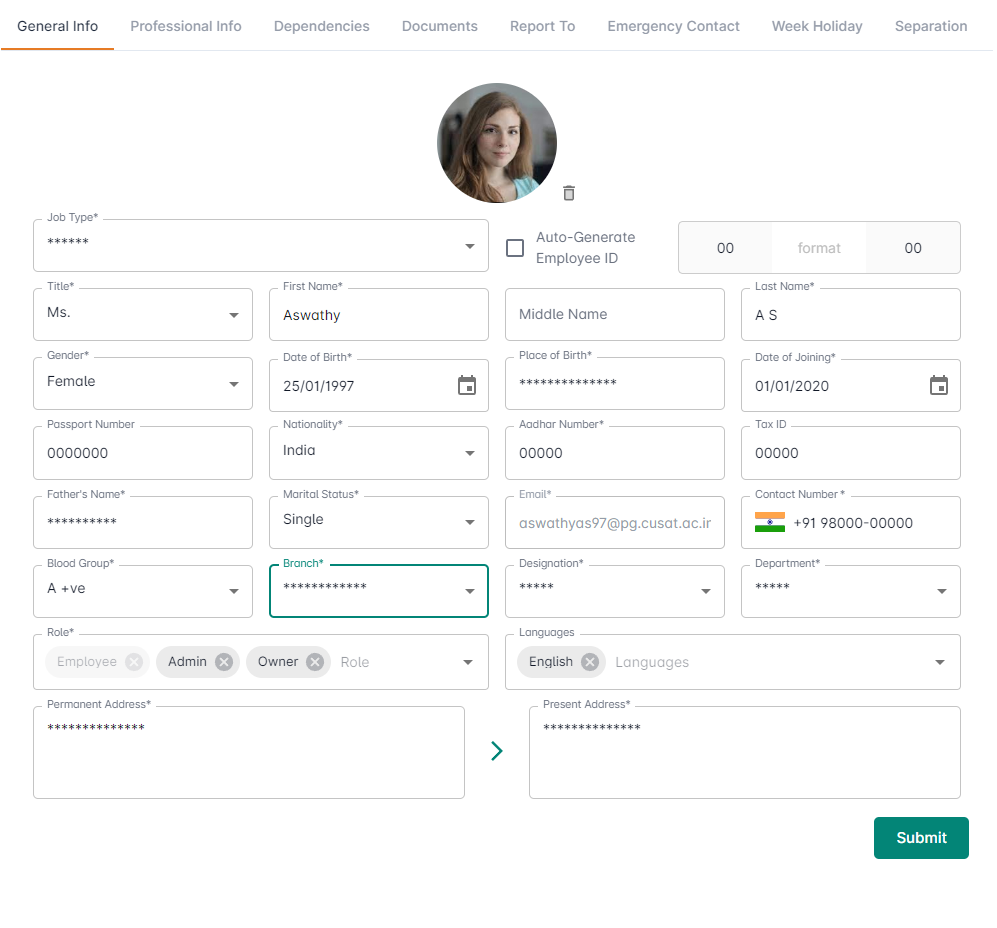 General Info Professional Info Dependencies Documents Report To Emergency Contact Week Holiday Separation
Job Type*
******
Auto-Generate
Employee ID
00 format 00
Title* First Name* Last Name*
Ms. Aswathy Middle Name A S
Gender* Date of Birth* Place of Birth* Date of Joining*
Female 25/01/1997 ************** 01/01/2020
Passport Number Nationality* Aadhar Number* Tax ID
0000000 India 00000 00000
Father's Name* Marital Status* Email* Contact Number *
********** Single aswathyas97@pg.cusat.ac.ir +91 98000-00000
Blood Group* Branch* Designation* Department*
A +ve ************ ***** *****
Role* Languages
Employee Admin Owner Role English Languages
Permanent Address* Present Address*
************** **************
Submit